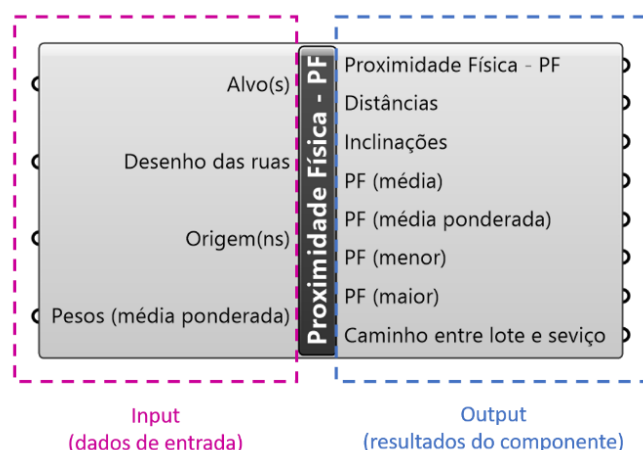 Alvo(s)
Desenho das ruas
Origem(ns)
Pesos (média ponderada)
Proximidade Física - PF
Proximidade Física - PF
Distâncias
Inclinações
PF (média)
PF (média ponderada)
PF (menor)
PF (maior)
Caminho entre lote e seviço
Input
(dados de entrada)
Output
(resultados do componente)